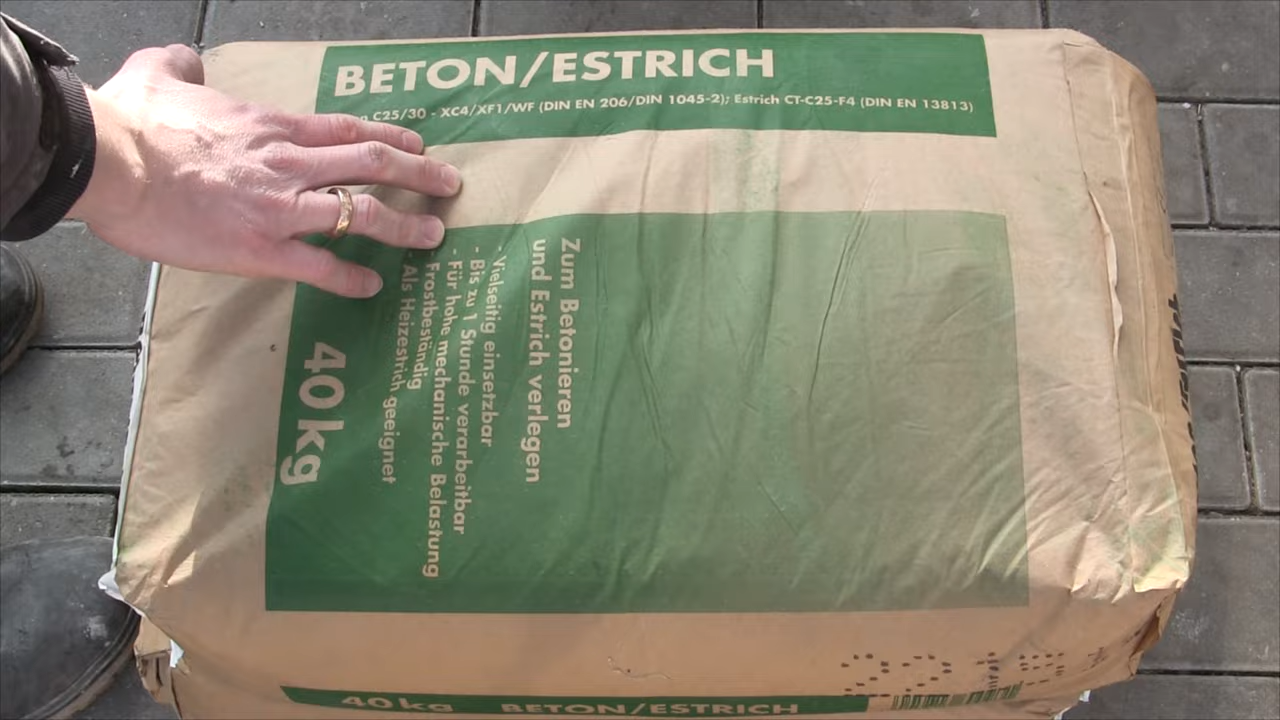 BETON/ESTRICH
C25/30 - XC4/XF1/WF (DIN EN 206/DIN 1045-2); Estrich CT-C25-F4 (DIN EN 13813)
Zum Betonieren
und Estrich verlegen
- Vielseitig einsetzbar
- Bis zu 1 Stunde verarbeitbar
- Für hohe mechanische Belastung
Frostbeständig
- Als Heizestrich geeignet
40 kg
40 kg BETON/ESTRICH